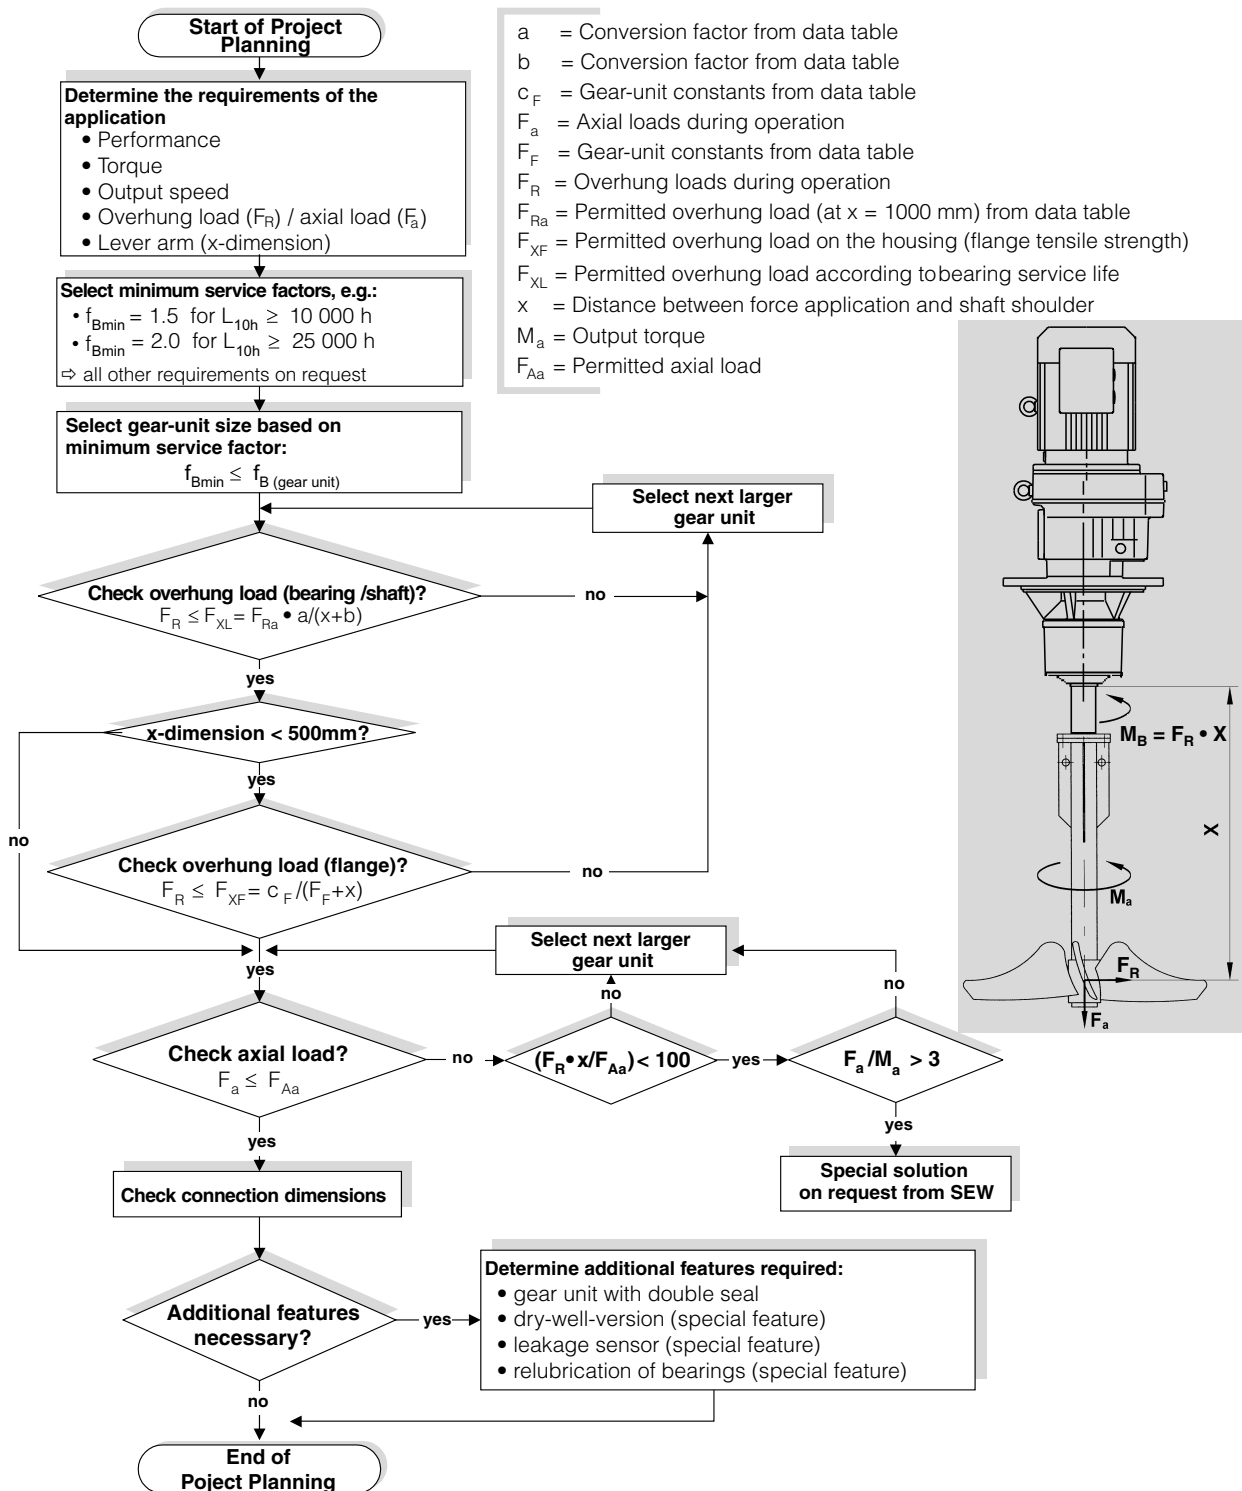 Start of Project
Planning
Determine the requirements of the
application
• Performance
• Torque
• Output speed
• Overhung load (FR) / axial load (Fa)
• Lever arm (x-dimension)
Select minimum service factors, e.g.:
• fBmin = 1.5 for L10h ≥ 10 000 h
• fBmin = 2.0 for L10h ≥ 25 000 h
⇨ all other requirements on request
Select gear-unit size based on
minimum service factor:
fBmin ≤ fB (gear unit)
a = Conversion factor from data table
b = Conversion factor from data table
cF = Gear-unit constants from data table
Fa = Axial loads during operation
FF = Gear-unit constants from data table
FR = Overhung loads during operation
FRa = Permitted overhung load (at x = 1000 mm) from data table
FXF = Permitted overhung load on the housing (flange tensile strength)
FXL = Permitted overhung load according to bearing service life
x = Distance between force application and shaft shoulder
Ma = Output torque
FAa = Permitted axial load
Select next larger
gear unit
Check overhung load (bearing /shaft)?
FR ≤ FXL = FRa • a/(x+b)
no
yes
x-dimension < 500mm?
yes
no
Check overhung load (flange)?
FR ≤ FXF = cF /(FF+x)
no
yes
Select next larger
gear unit
no
no
Check axial load?
Fa ≤ FAa
no
(FR • x/FAa) < 100
yes
Fa /Ma > 3
yes
yes
Special solution
on request from SEW
Check connection dimensions
Additional features
necessary?
yes
Determine additional features required:
• gear unit with double seal
• dry-well-version (special feature)
• leakage sensor (special feature)
• relubrication of bearings (special feature)
no
End of
Poject Planning
MB = FR • X
X
Ma
FR
Fa